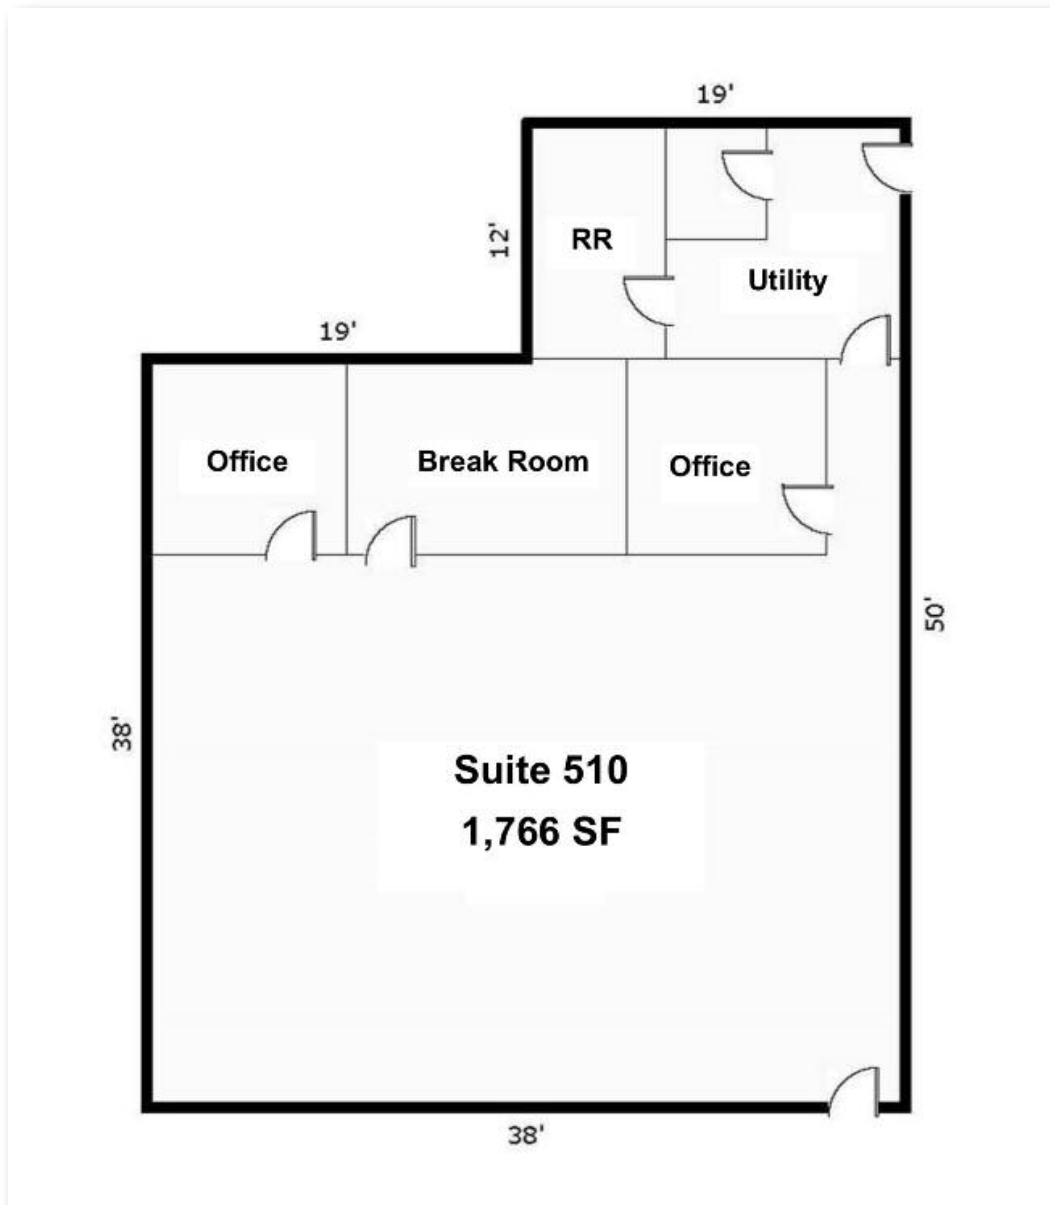 19'
12'
RR
Utility
19'
Office
Break Room
Office
50'
38'
Suite 510
1,766 SF
38'